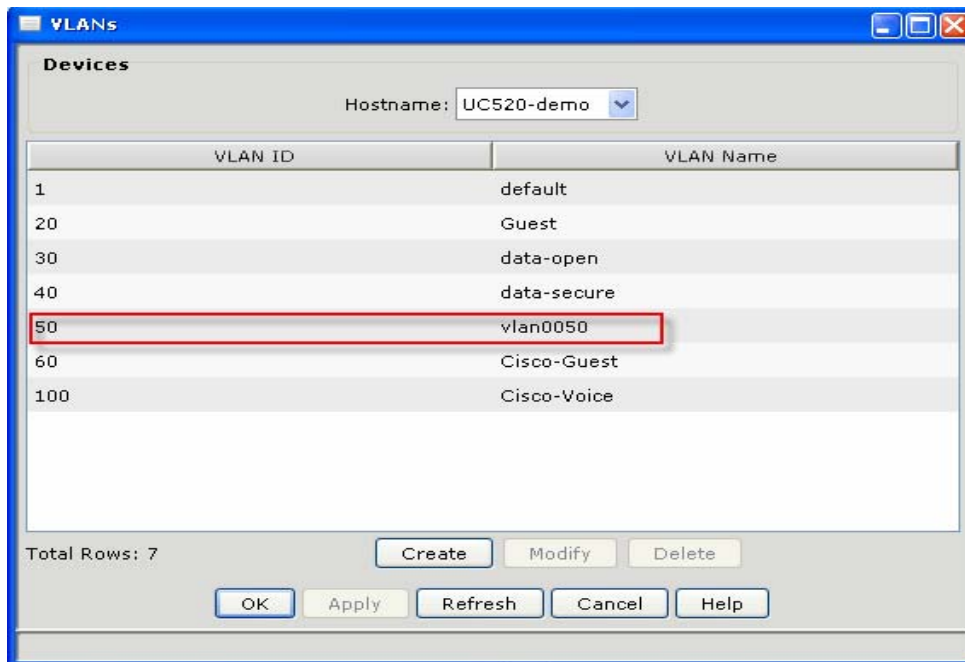 VLANs
Devices
Hostname: UC520-demo
VLAN ID VLAN Name
1 default
20 Guest
30 data-open
40 data-secure
50 vlan0050
60 Cisco-Guest
100 Cisco-Voice
Total Rows: 7 Create Modify Delete
OK Apply Refresh Cancel Help